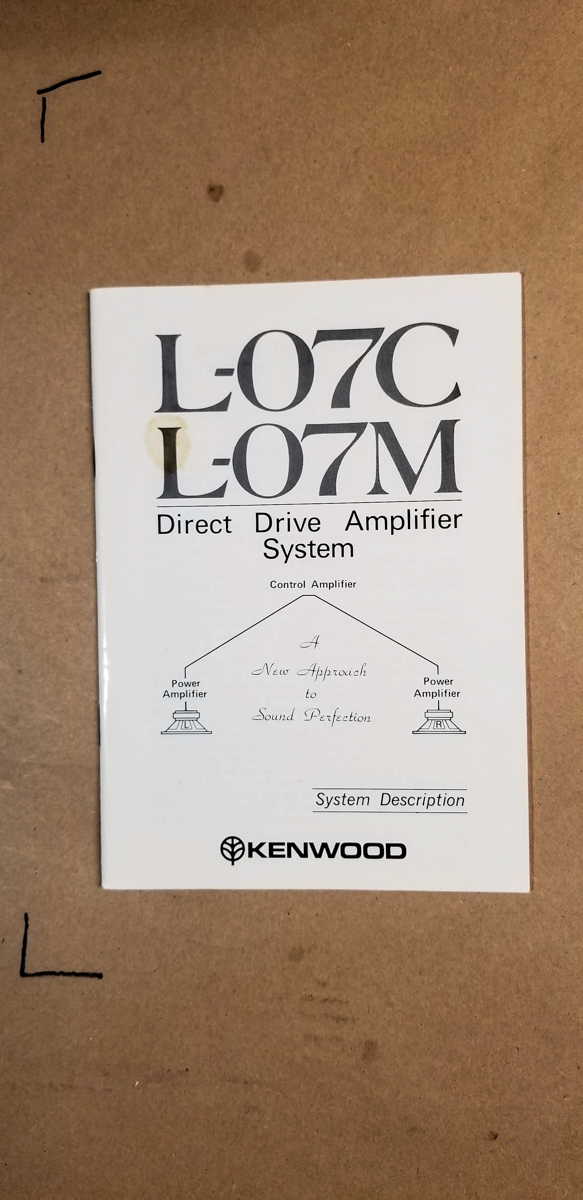 L-07C
L-07M
Direct Drive Amplifier
System
Control Amplifier
A
New Approach
to
Sound Perfection
Power
Amplifier
L
Power
Amplifier
R
System Description
KENWOOD